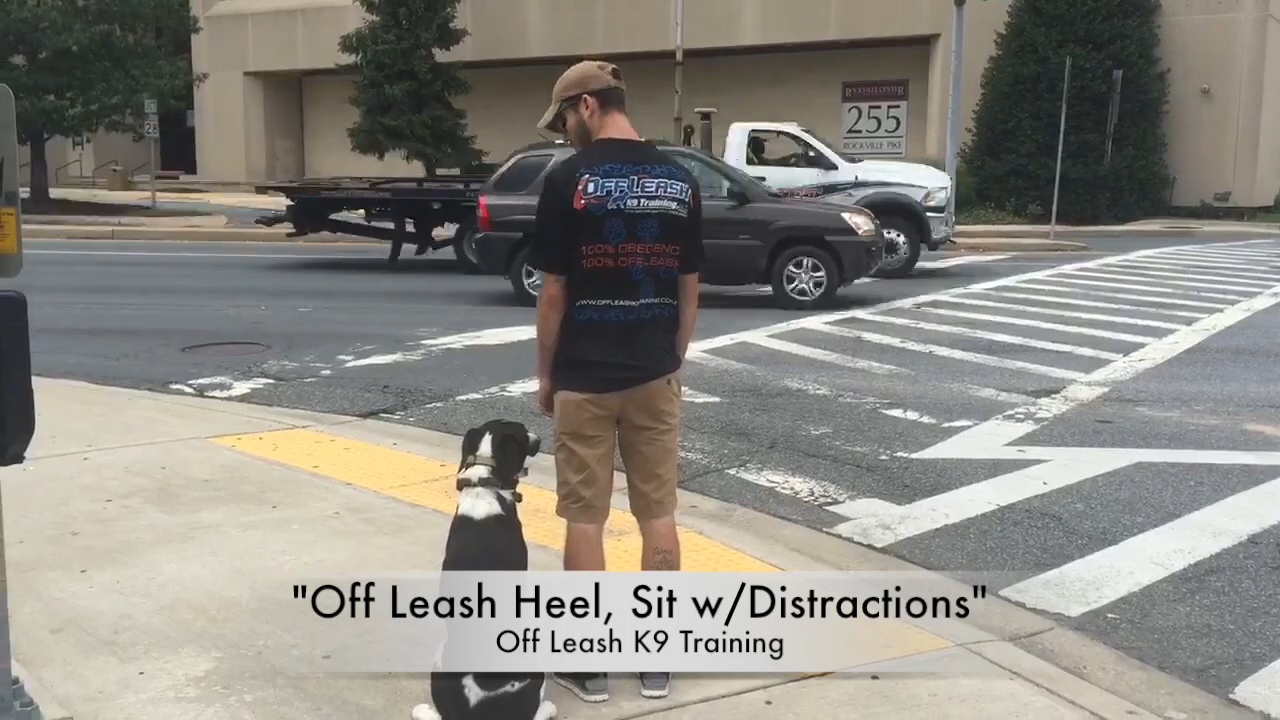 28
ROCKVILLE CENTER
255
ROCKVILLE PIKE
OFF LEASH
K9 Training
100% OBEDIENC
100% OFF-LEASH
"Off Leash Heel, Sit w/Distractions"
Off Leash K9 Training